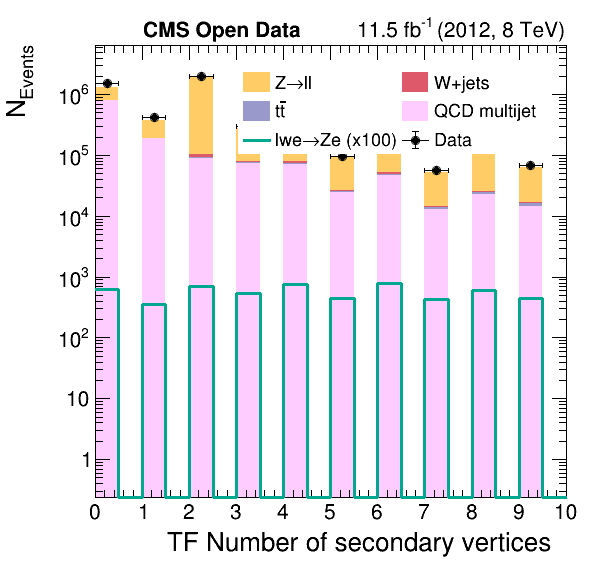 CMS Open Data 11.5 fb⁻¹ (2012, 8 TeV)
N_Events
Z→ll W+jets
tt̄ QCD multijet
lwe→Ze (x100) Data
10⁶
10⁵
10⁴
10³
10²
10
1
0 1 2 3 4 5 6 7 8 9 10
TF Number of secondary vertices